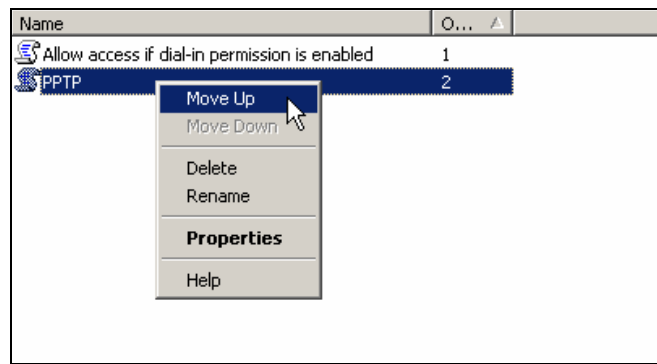 Name O...
Allow access if dial-in permission is enabled 1
PPTP 2
Move Up
Move Down
Delete
Rename
Properties
Help